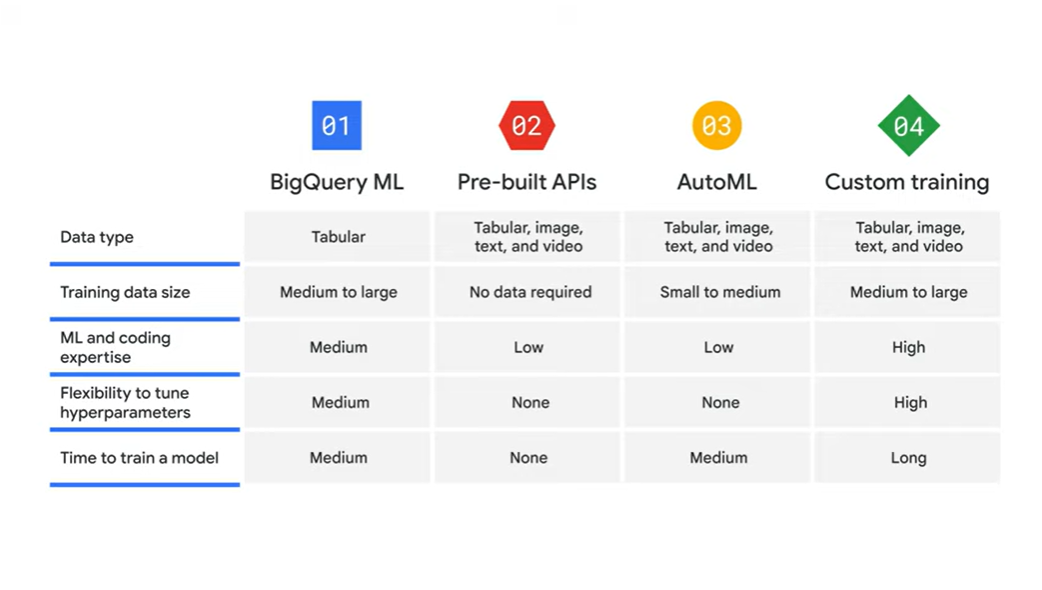 01 02 03 04
BigQuery ML Pre-built APIs AutoML Custom training
Data type
Tabular
Tabular, image,
text, and video
Tabular, image,
text, and video
Tabular, image,
text, and video
Training data size Medium to large No data required Small to medium Medium to large
ML and coding
expertise
Medium Low Low High
Flexibility to tune
hyperparameters
Medium None None High
Time to train a model Medium None Medium Long